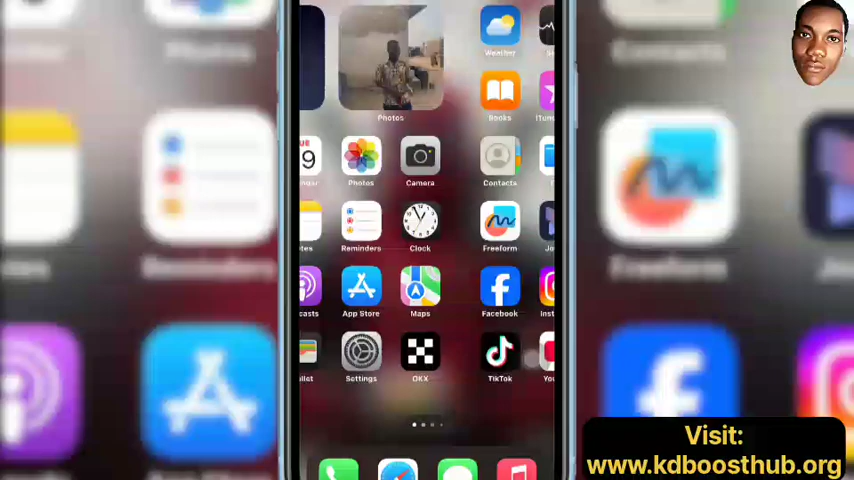 Weather
Photos
Books
Photos
Camera
Contacts
9
Reminders
Clock
Freeform
App Store
Maps
Facebook
Settings
OKX
TikTok
Visit:
www.kdboosthub.org